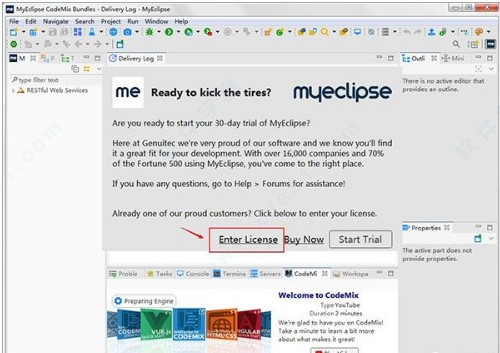 MyEclipse CodeMix Bundles - Delivery Log - MyEclipse
File Edit Navigate Search Project Run Window Help
M
P
T
Delivery Log
Outli
Mini
type filter text
RESTful Web Services
There is no active editor that
provides an outline.
me
Ready to kick the tires?
myeclipse
Are you ready to start your 30-day trial of MyEclipse?
Here at Genuitec we're very proud of our software and we know you'll find
it a great fit for your development. With over 16,000 companies and 70%
of the Fortune 500 using MyEclipse, you've come to the right place.
If you have any questions, go to Help > Forums for assistance!
Already one of our proud customers? Click below to enter your license.
Enter License
Buy Now
Start Trial
Properties
The active part does not
provide properties.
Proble
Tasks
Console
Termina
Servers
CodeMi
Workspa
Preparing Engine
Welcome to CodeMix
Type YouTube
Duration 3 minutes
We're glad to have you on CodeMix!
Take a minute to learn a bit more
about what makes it great!
CODEMIX
VUE.js
CODEMIX
HTML/CSS
ANGULAR